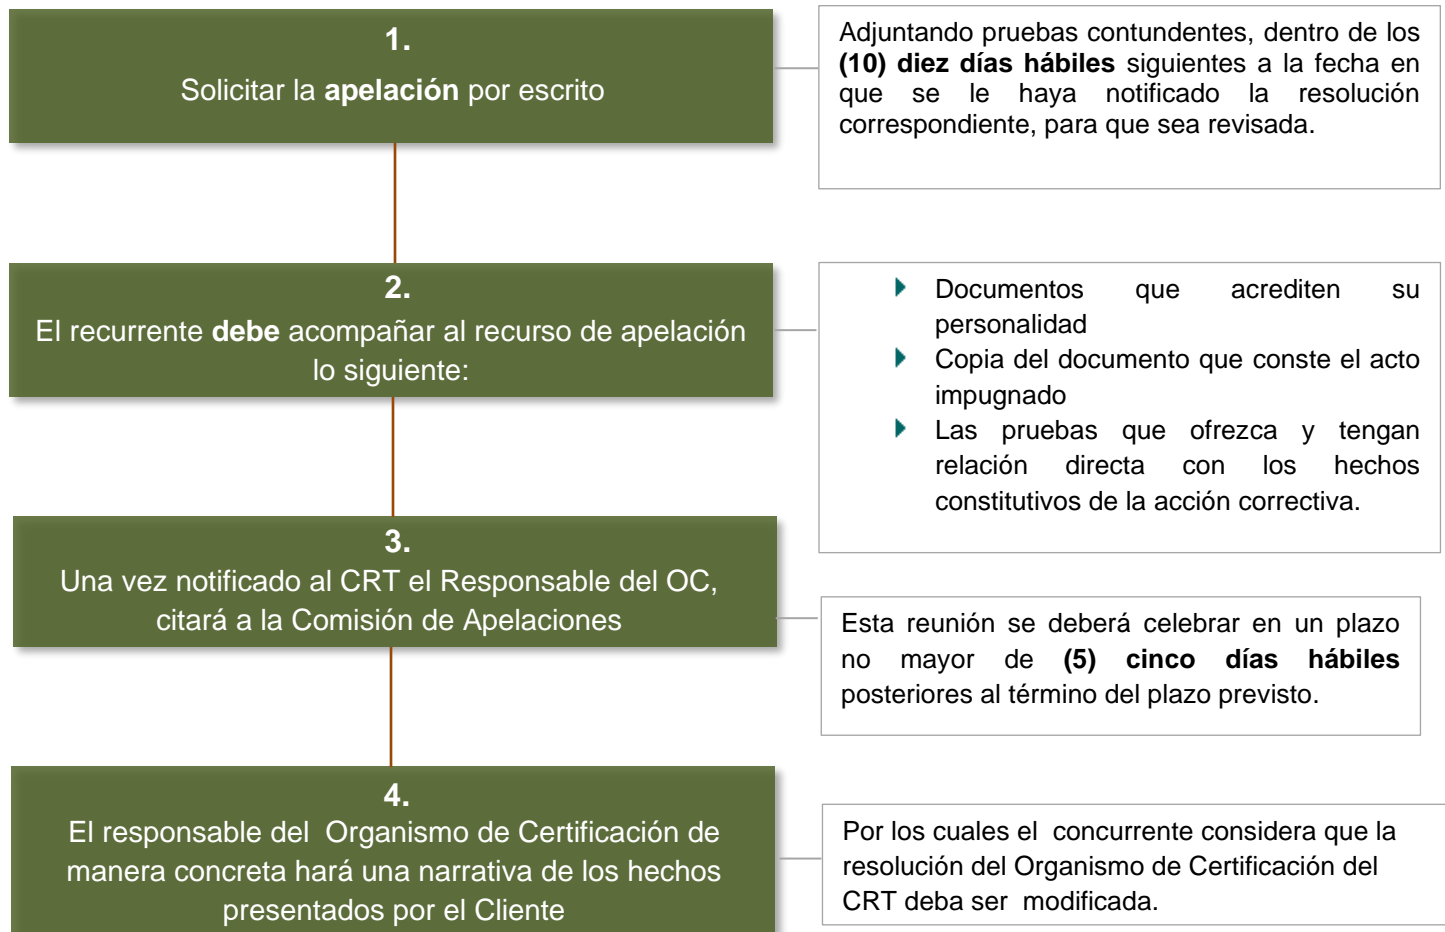 1.
Solicitar la apelación por escrito
Adjuntando pruebas contundentes, dentro de los
(10) diez días hábiles siguientes a la fecha en
que se le haya notificado la resolución
correspondiente, para que sea revisada.
2.
El recurrente debe acompañar al recurso de apelación
lo siguiente:
Documentos que acrediten su
personalidad
Copia del documento que conste el acto
impugnado
Las pruebas que ofrezca y tengan
relación directa con los hechos
constitutivos de la acción correctiva.
3.
Una vez notificado al CRT el Responsable del OC,
citará a la Comisión de Apelaciones
Esta reunión se deberá celebrar en un plazo
no mayor de (5) cinco días hábiles
posteriores al término del plazo previsto.
4.
El responsable del Organismo de Certificación de
manera concreta hará una narrativa de los hechos
presentados por el Cliente
Por los cuales el concurrente considera que la
resolución del Organismo de Certificación del
CRT deba ser modificada.